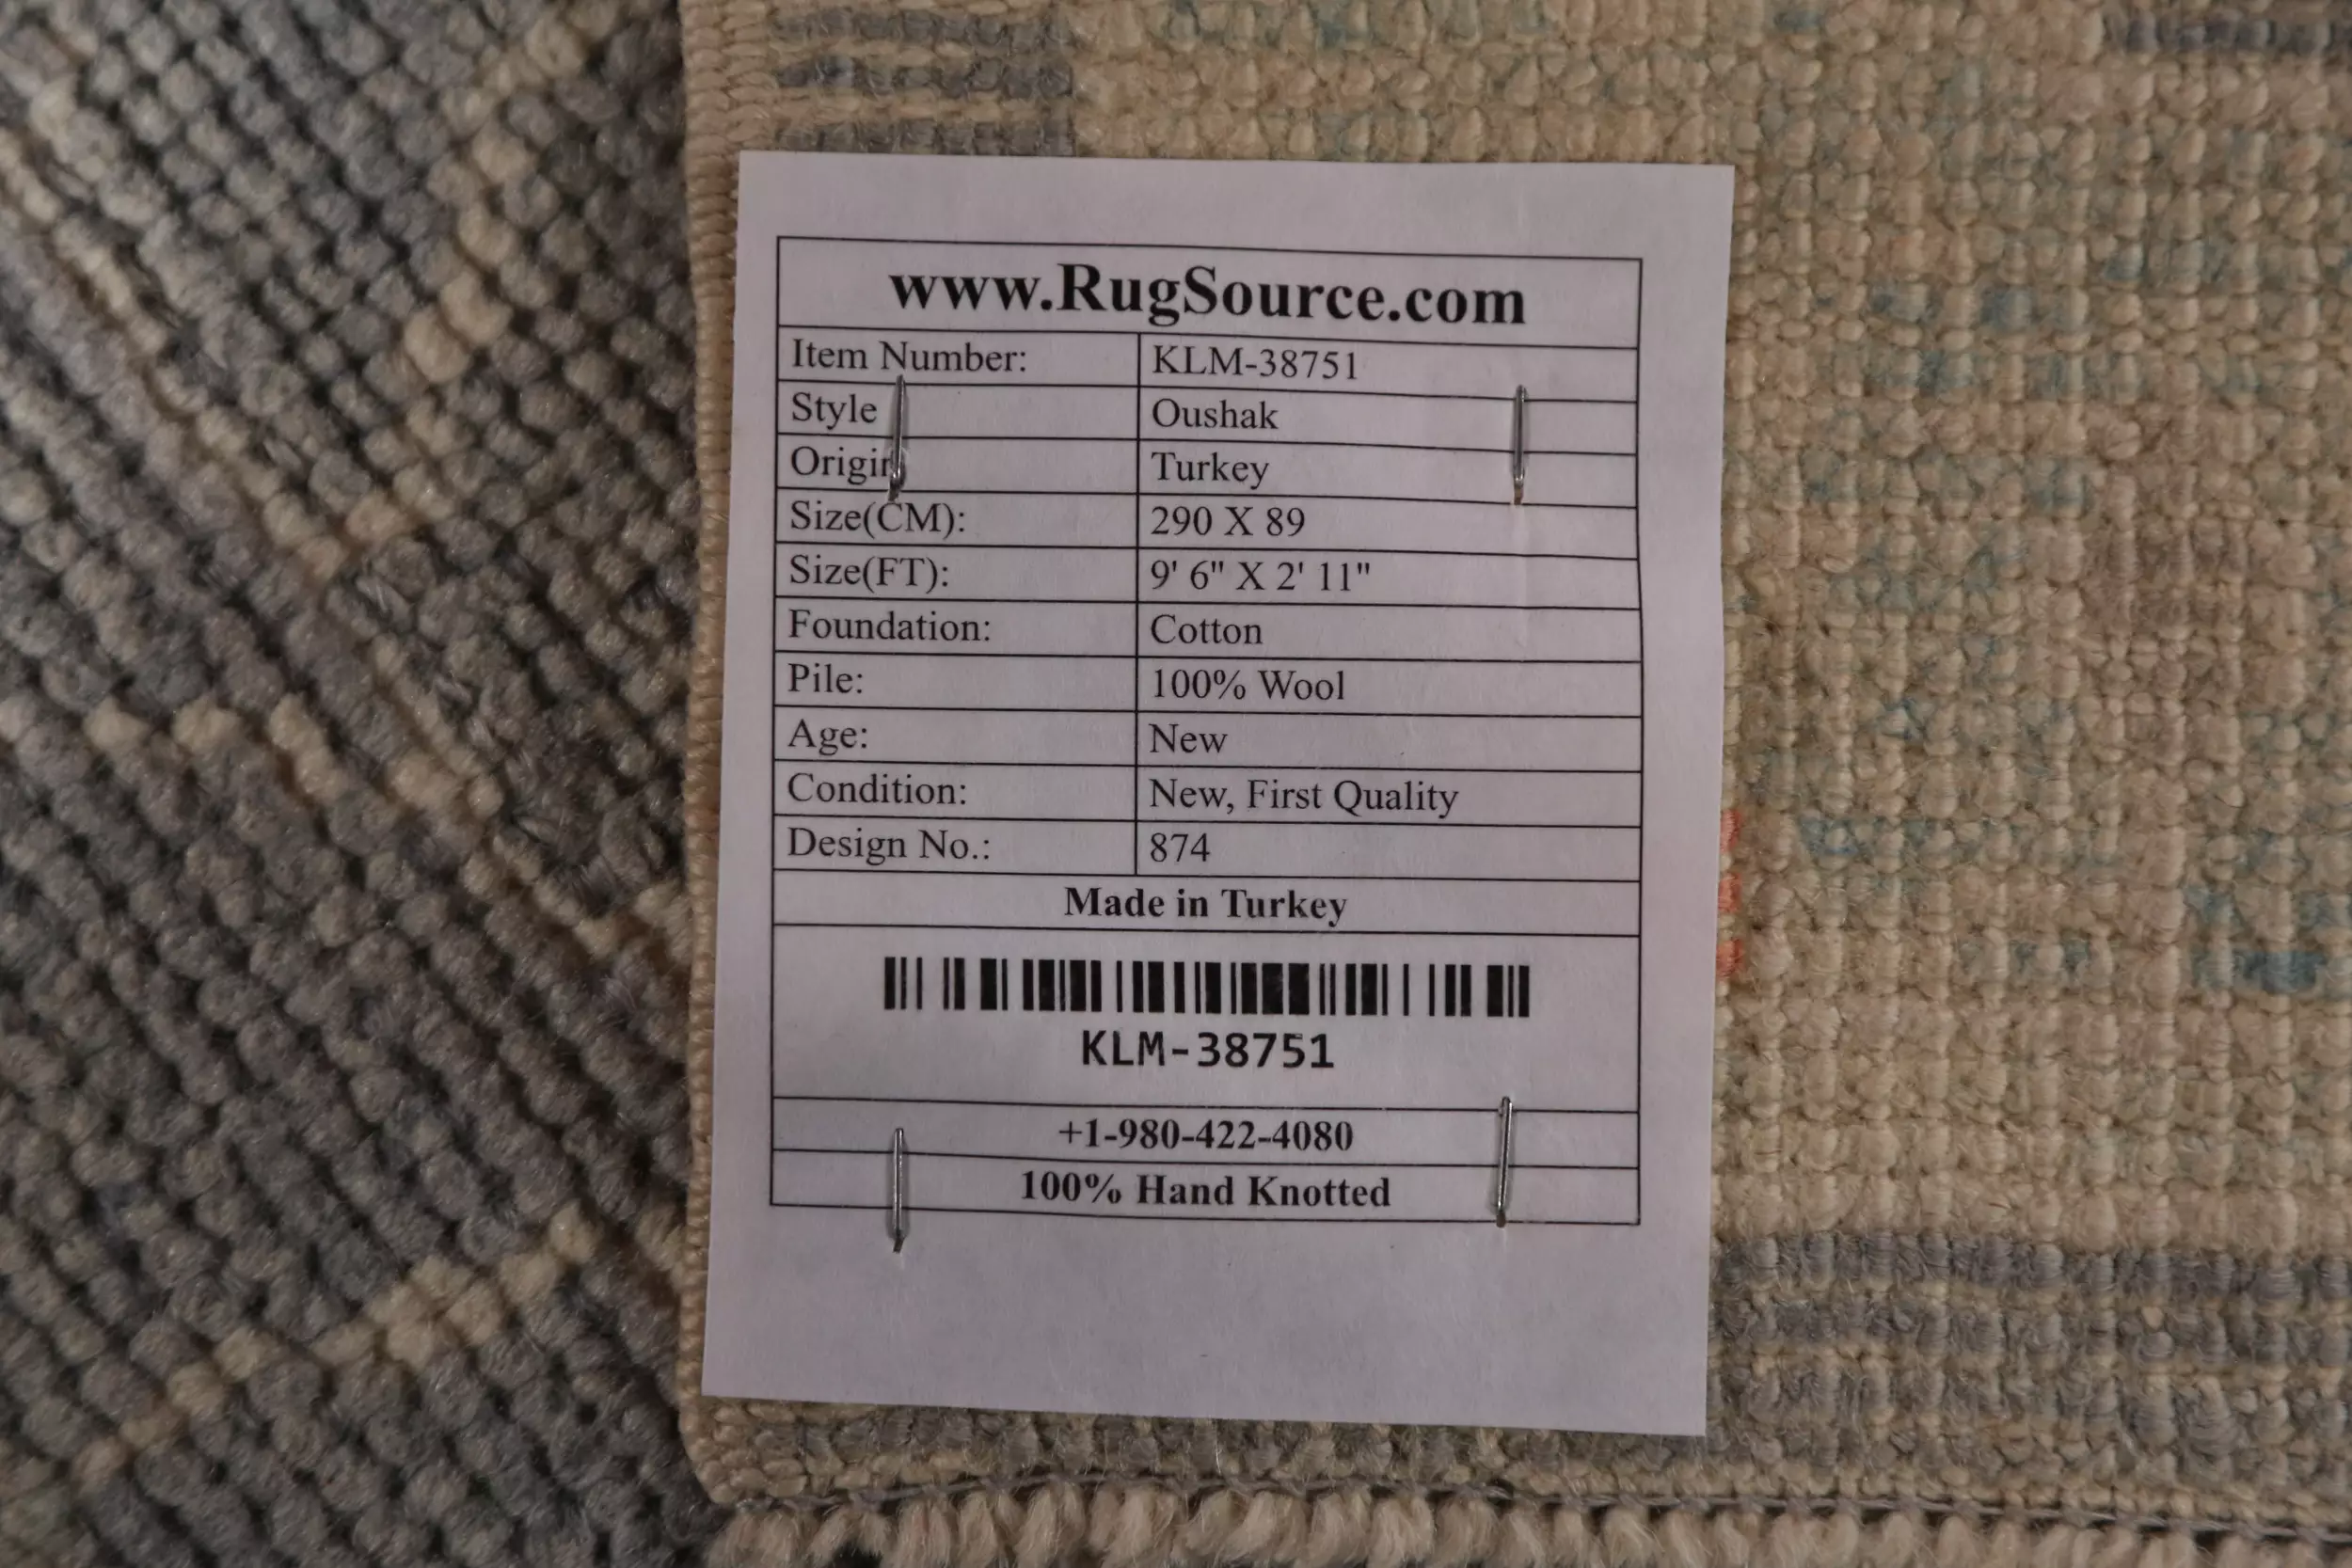 www.RugSource.com
Item Number: KLM-38751
Style Oushak
Origin Turkey
Size(CM): 290 X 89
Size(FT): 9' 6" X 2' 11"
Foundation: Cotton
Pile: 100% Wool
Age: New
Condition: New, First Quality
Design No.: 874
Made in Turkey
KLM-38751
+1-980-422-4080
100% Hand Knotted